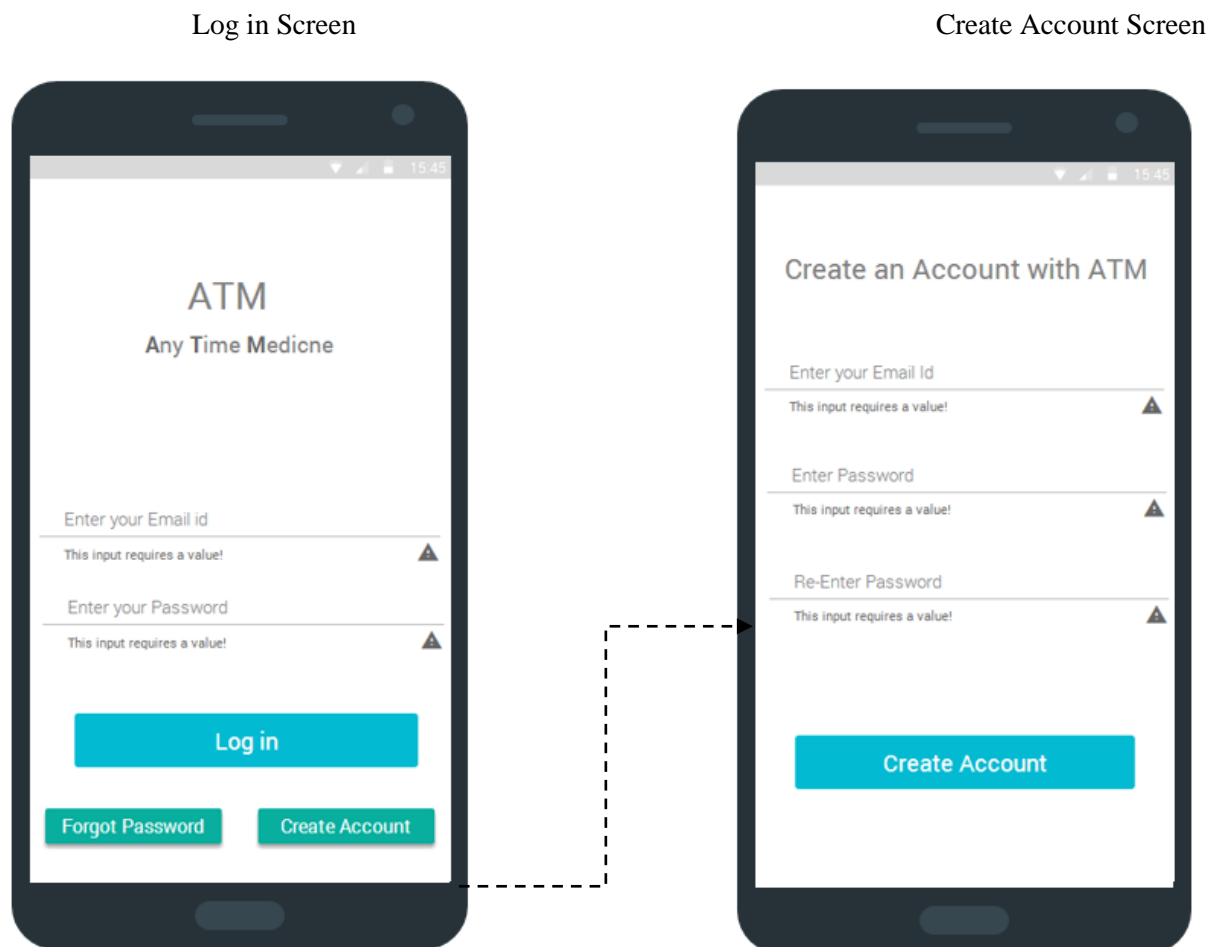 Log in Screen
Create Account Screen
15:45
ATM
Any Time Medicne
Enter your Email id
This input requires a value!
Enter your Password
This input requires a value!
Log in
Forgot Password
Create Account
15:45
Create an Account with ATM
Enter your Email Id
This input requires a value!
Enter Password
This input requires a value!
Re-Enter Password
This input requires a value!
Create Account